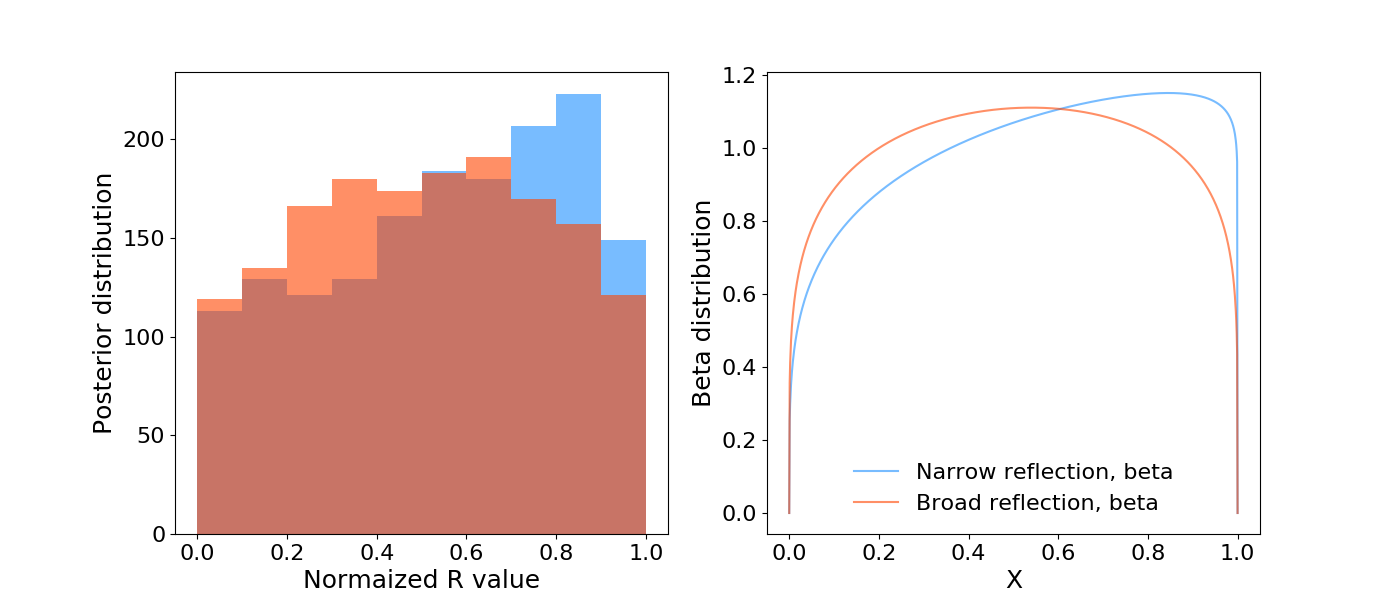 Posterior distribution
200
150
100
50
0
0.0 0.2 0.4 0.6 0.8 1.0
Normaized R value
Beta distribution
1.2
1.0
0.8
0.6
0.4
0.2
0.0
Narrow reflection, beta
Broad reflection, beta
0.0 0.2 0.4 0.6 0.8 1.0
X